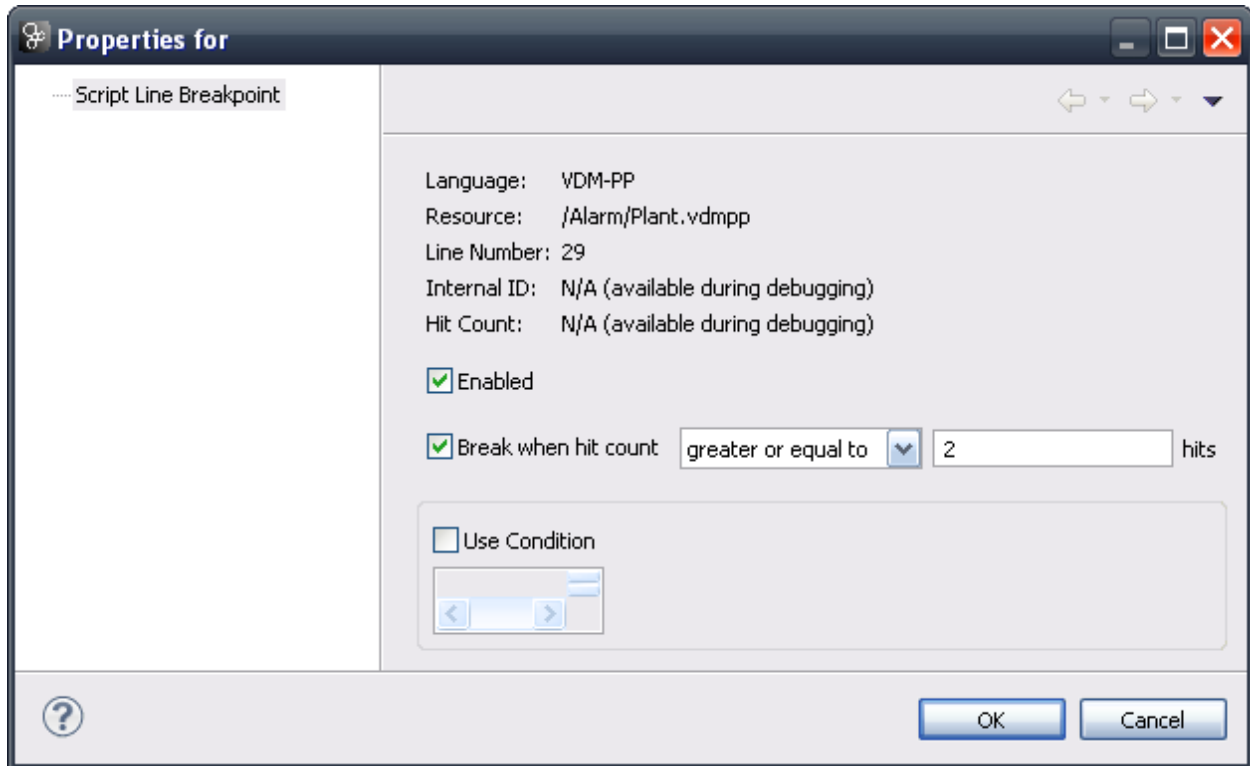 Properties for
Script Line Breakpoint
Language: VDM-PP
Resource: /Alarm/Plant.vdmpp
Line Number: 29
Internal ID: N/A (available during debugging)
Hit Count: N/A (available during debugging)
Enabled
Break when hit count greater or equal to 2 hits
Use Condition
OK Cancel